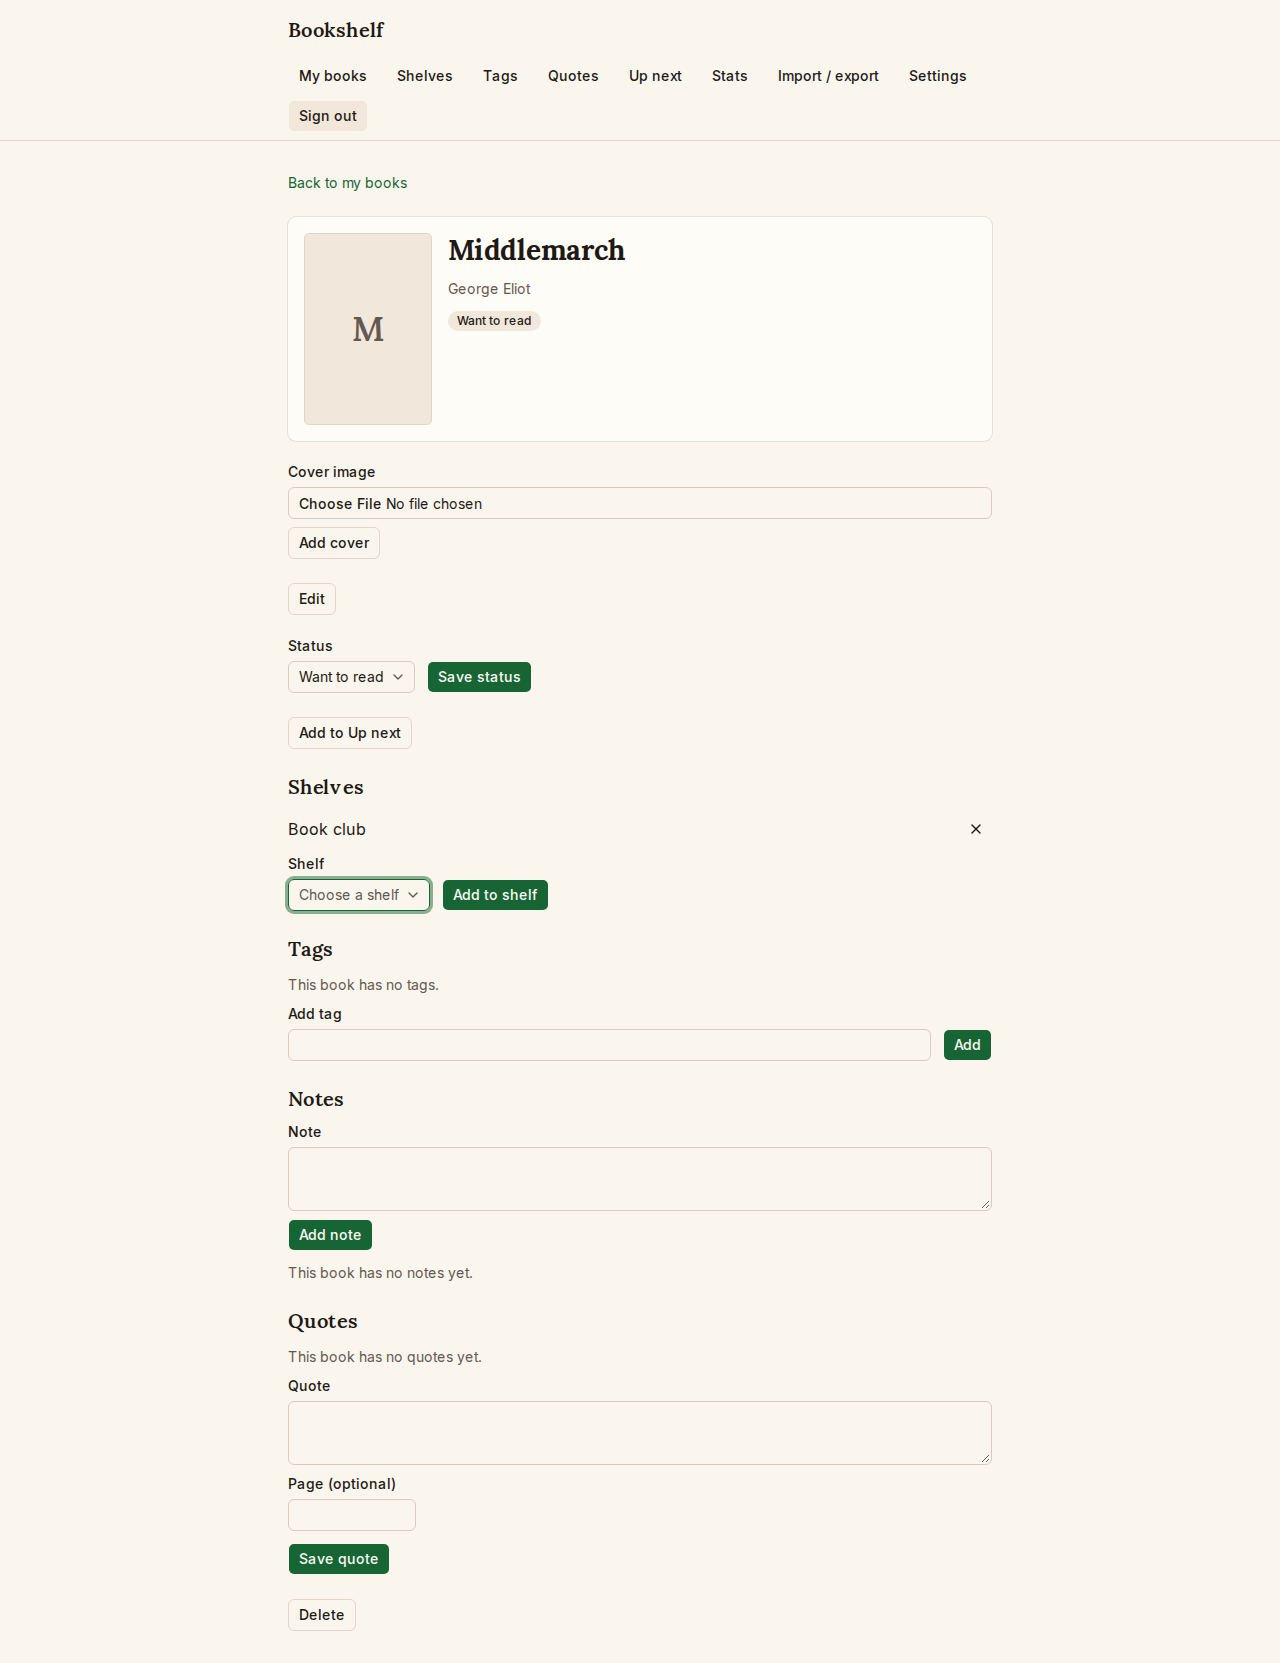 Bookshelf
My books Shelves Tags Quotes Up next Stats Import / export Settings
Sign out
Back to my books
M
Middlemarch
George Eliot
Want to read
Cover image
Choose File No file chosen
Add cover
Edit
Status
Want to read Save status
Add to Up next
Shelves
Book club
Shelf
Choose a shelf Add to shelf
Tags
This book has no tags.
Add tag
Add
Notes
Note
Add note
This book has no notes yet.
Quotes
This book has no quotes yet.
Quote
Page (optional)
Save quote
Delete